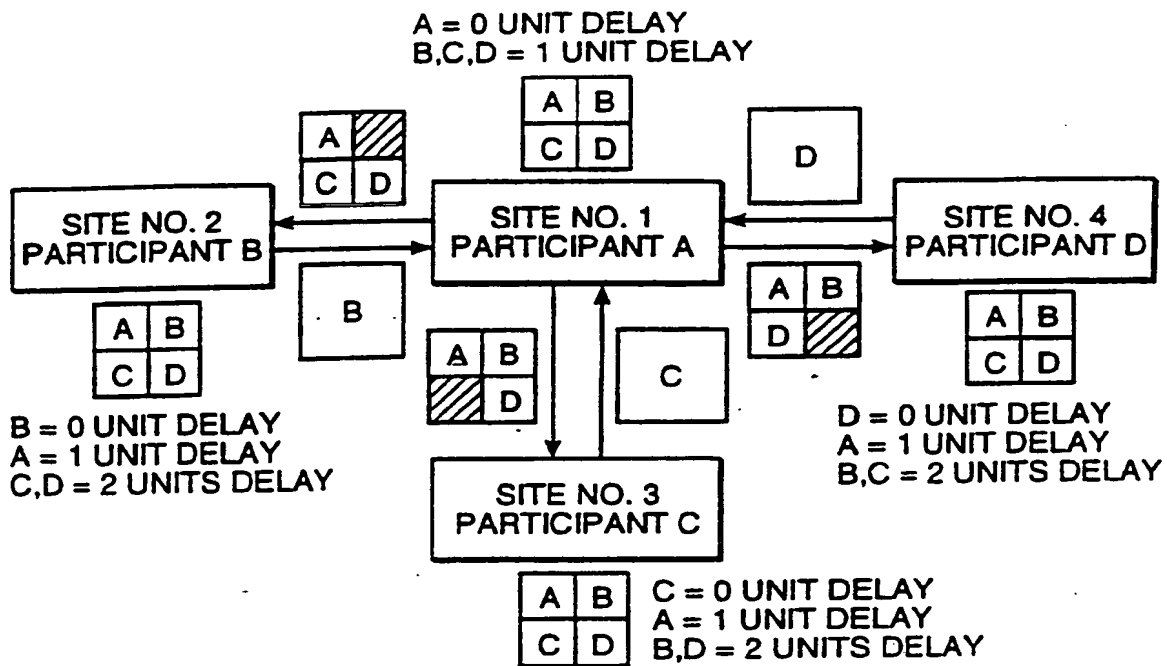 A = 0 UNIT DELAY
B,C,D = 1 UNIT DELAY
A B
C D
A
C D
D
SITE NO. 2
PARTICIPANT B
SITE NO. 1
PARTICIPANT A
SITE NO. 4
PARTICIPANT D
B
A B
D
A B
C D
A B
D
C
A B
C D
B = 0 UNIT DELAY
A = 1 UNIT DELAY
C,D = 2 UNITS DELAY
D = 0 UNIT DELAY
A = 1 UNIT DELAY
B,C = 2 UNITS DELAY
SITE NO. 3
PARTICIPANT C
A B
C D
C = 0 UNIT DELAY
A = 1 UNIT DELAY
B,D = 2 UNITS DELAY